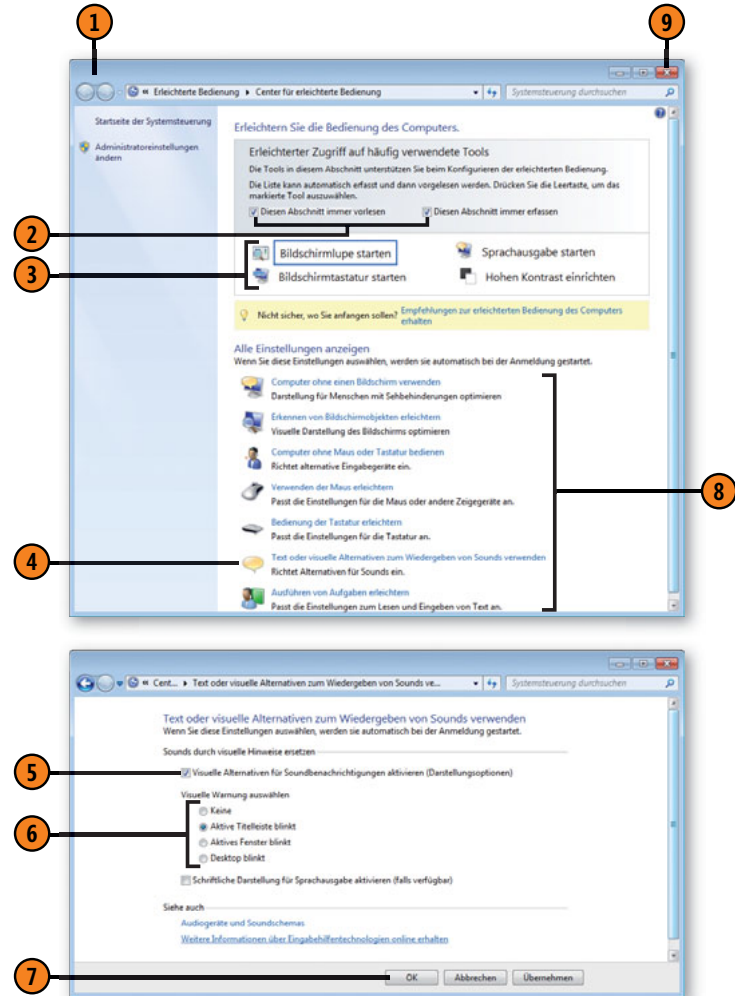 1
9
« Erleichterte Bedienung ▸ Center für erleichterte Bedienung
Systemsteuerung durchsuchen
Startseite der Systemsteuerung
Administratoreinstellungen
ändern
Erleichtern Sie die Bedienung des Computers.
Erleichterter Zugriff auf häufig verwendete Tools
Die Tools in diesem Abschnitt unterstützen Sie beim Konfigurieren der erleichterten Bedienung.
Die Liste kann automatisch erfasst und dann vorgelesen werden. Drücken Sie die Leertaste, um das
markierte Tool auszuwählen.
Diesen Abschnitt immer vorlesen
Diesen Abschnitt immer erfassen
2
3
Bildschirmlupe starten
Sprachausgabe starten
Bildschirmtastatur starten
Hohen Kontrast einrichten
Nicht sicher, wo Sie anfangen sollen? Empfehlungen zur erleichterten Bedienung des Computers
erhalten
Alle Einstellungen anzeigen
Wenn Sie diese Einstellungen auswählen, werden sie automatisch bei der Anmeldung gestartet.
Computer ohne einen Bildschirm verwenden
Darstellung für Menschen mit Sehbehinderungen optimieren
Erkennen von Bildschirmobjekten erleichtern
Visuelle Darstellung des Bildschirms optimieren
Computer ohne Maus oder Tastatur bedienen
Richtet alternative Eingabegeräte ein.
Verwenden der Maus erleichtern
Passt die Einstellungen für die Maus oder andere Zeigegeräte an.
8
Bedienung der Tastatur erleichtern
Passt die Einstellungen für die Tastatur an.
4
Text oder visuelle Alternativen zum Wiedergeben von Sounds verwenden
Richtet Alternativen für Sounds ein.
Ausführen von Aufgaben erleichtern
Passt die Einstellungen zum Lesen und Eingeben von Text an.
« Cent... ▸ Text oder visuelle Alternativen zum Wiedergeben von Sounds ve...
Systemsteuerung durchsuchen
Text oder visuelle Alternativen zum Wiedergeben von Sounds verwenden
Wenn Sie diese Einstellungen auswählen, werden sie automatisch bei der Anmeldung gestartet.
Sounds durch visuelle Hinweise ersetzen
5
Visuelle Alternativen für Soundbenachrichtigungen aktivieren (Darstellungsoptionen)
Visuelle Warnung auswählen
Keine
6
Aktive Titelleiste blinkt
Aktives Fenster blinkt
Desktop blinkt
Schriftliche Darstellung für Sprachausgabe aktivieren (falls verfügbar)
Siehe auch
Audiogeräte und Soundschemas
Weitere Informationen über Eingabehilfentechnologien online erhalten
7
OK
Abbrechen
Übernehmen